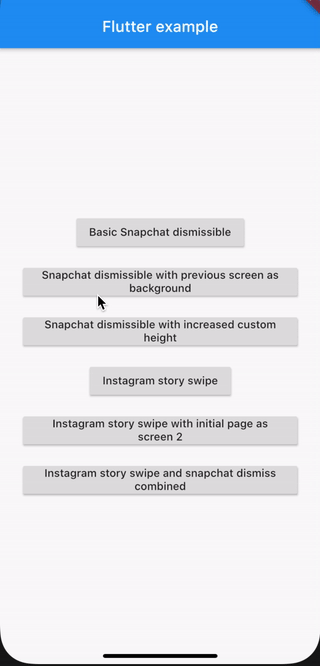 Flutter example
Basic Snapchat dismissible
Snapchat dismissible with previous screen as
background
Snapchat dismissible with increased custom
height
Instagram story swipe
Instagram story swipe with initial page as
screen 2
Instagram story swipe and snapchat dismiss
combined